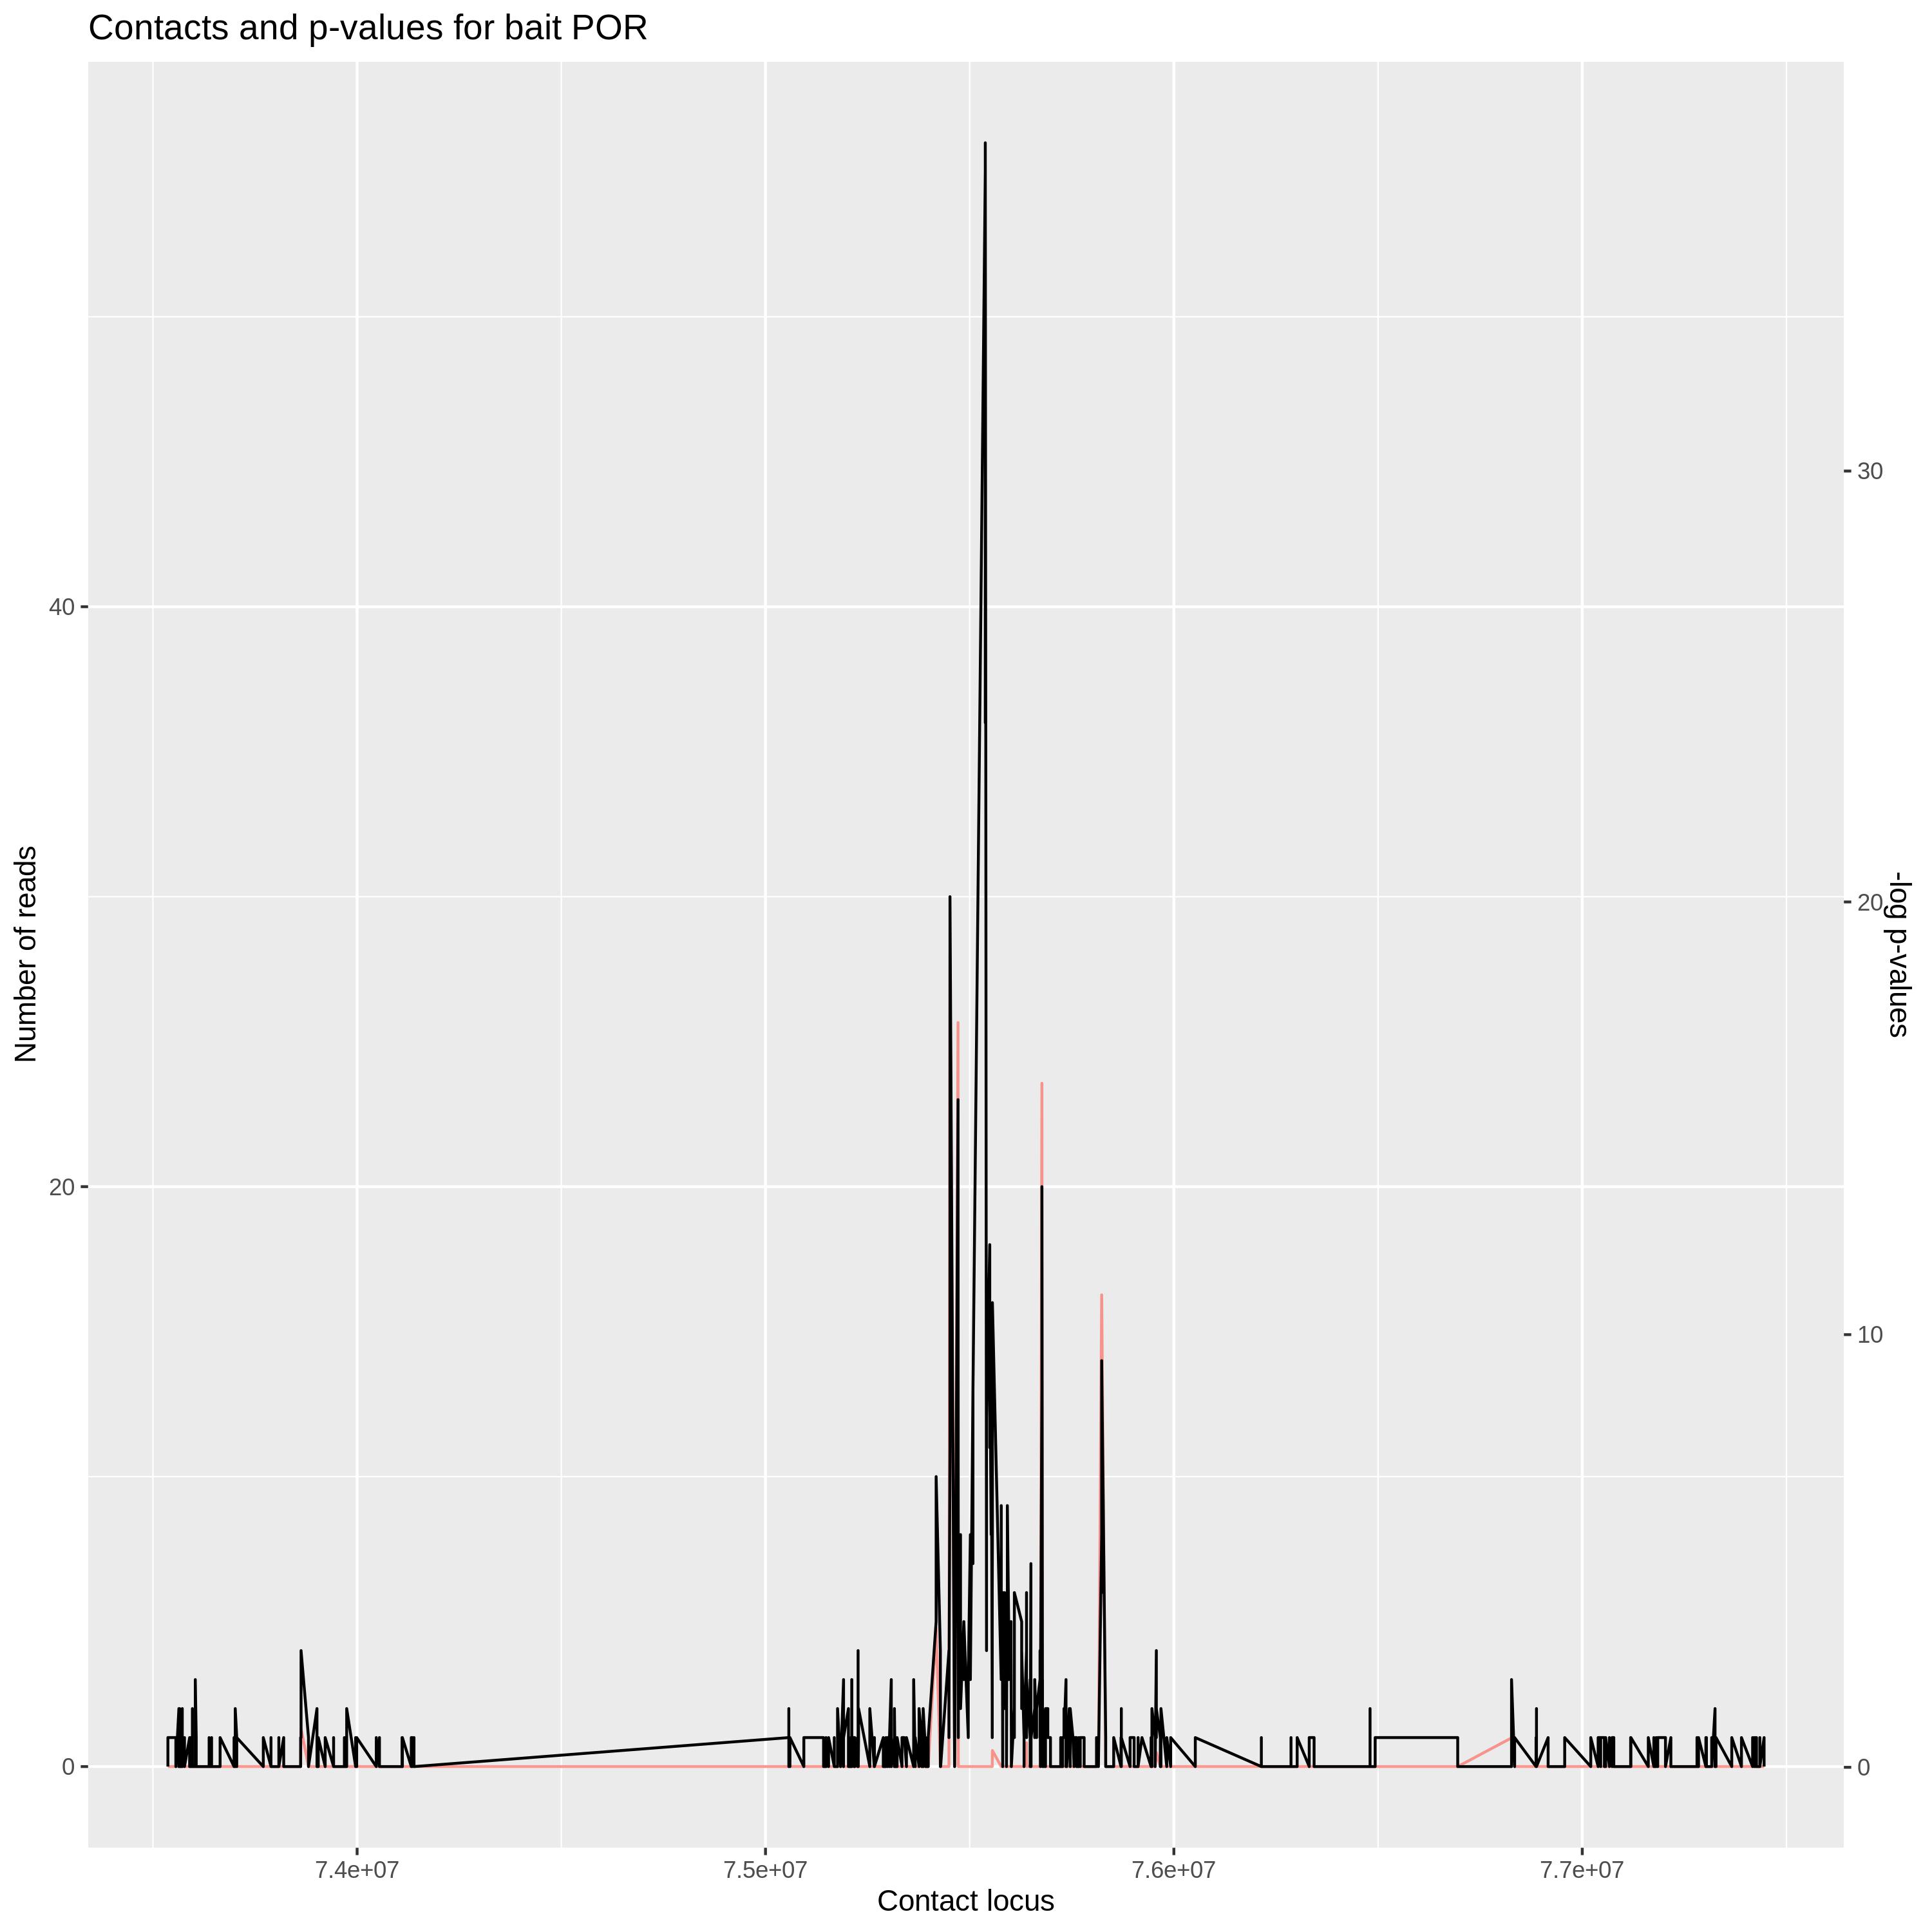 Contacts and p-values for bait POR
Number of reads
40
20
0
30
20
10
0
-log p-values
7.4e+07 7.5e+07 7.6e+07 7.7e+07
Contact locus